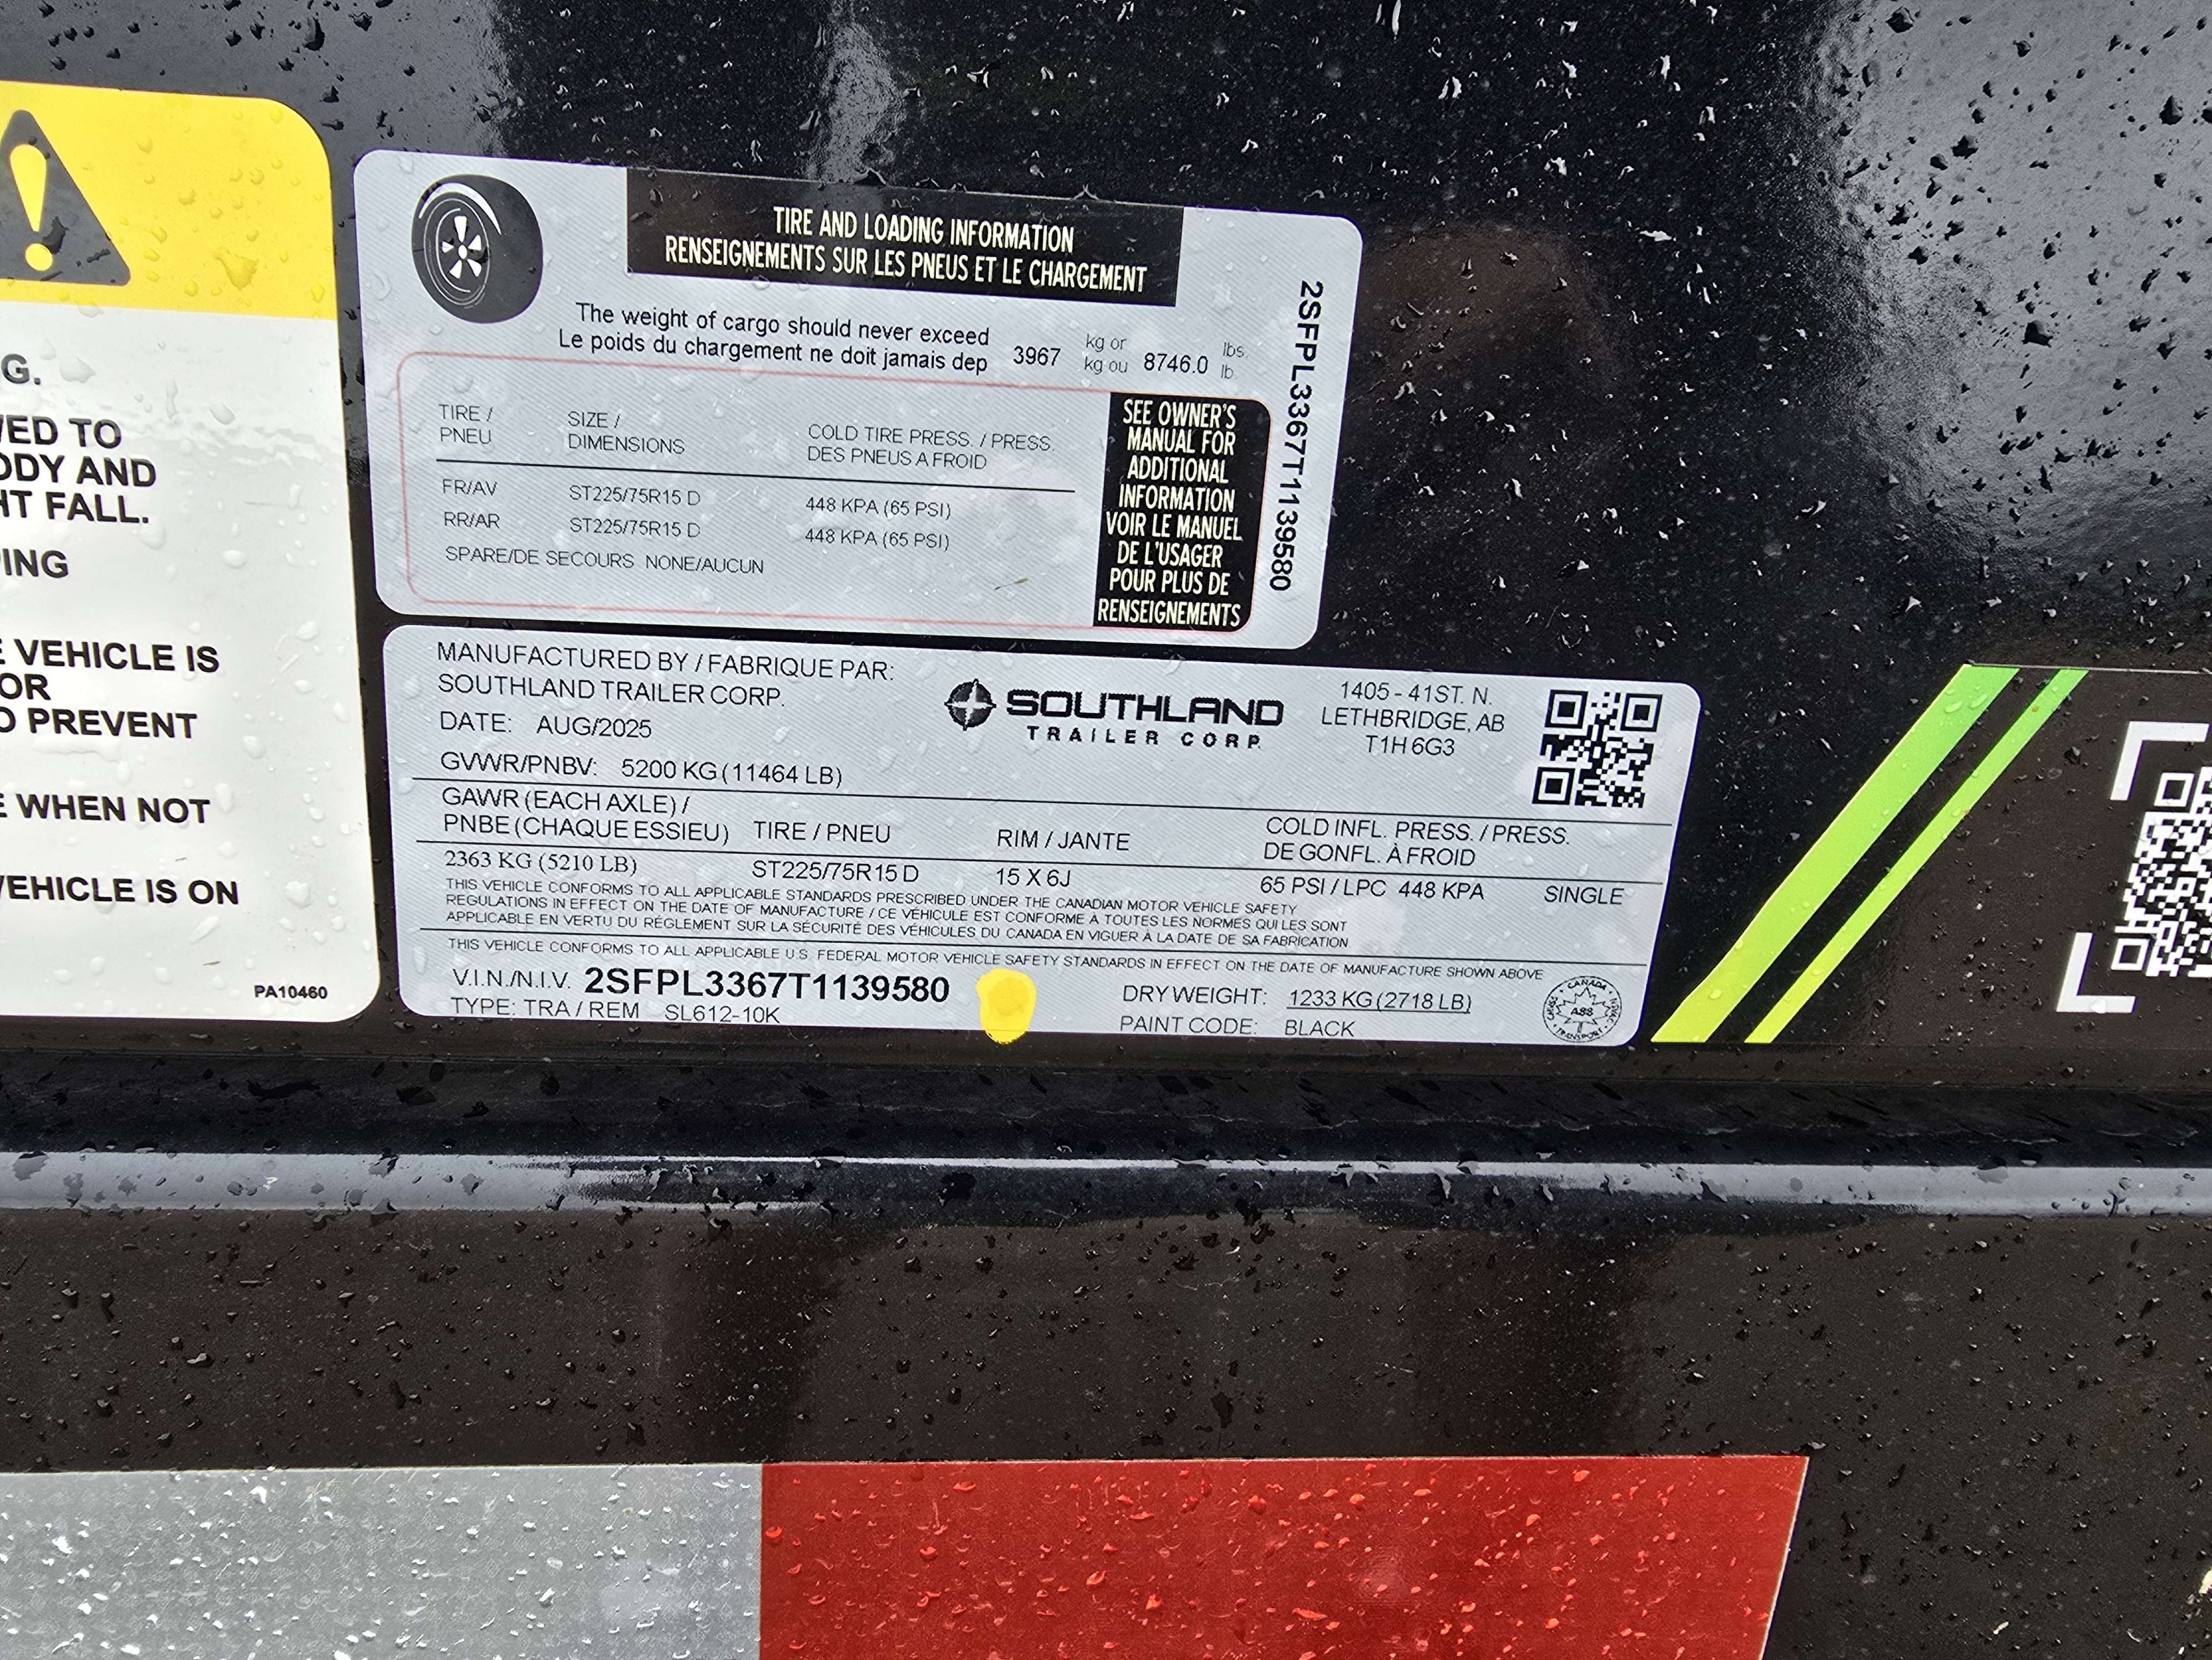 G.
WED TO
ODY AND
HT FALL.
ING
E VEHICLE IS
OR
O PREVENT
E WHEN NOT
VEHICLE IS ON
PA10460
TIRE AND LOADING INFORMATION
RENSEIGNEMENTS SUR LES PNEUS ET LE CHARGEMENT
The weight of cargo should never exceed
Le poids du chargement ne doit jamais dep
3967 kg or kg ou 8746.0 lbs. lb.
TIRE / PNEU SIZE / DIMENSIONS COLD TIRE PRESS. / PRESS. DES PNEUS A FROID
FR/AV ST225/75R15 D 448 KPA (65 PSI)
RR/AR ST225/75R15 D 448 KPA (65 PSI)
SPARE/DE SECOURS NONE/AUCUN
SEE OWNER'S
MANUAL FOR
ADDITIONAL
INFORMATION
VOIR LE MANUEL
DE L'USAGER
POUR PLUS DE
RENSEIGNEMENTS
2SFPL3367T1139580
MANUFACTURED BY / FABRIQUE PAR:
SOUTHLAND TRAILER CORP.
DATE: AUG/2025
GVWR/PNBV: 5200 KG (11464 LB)
SOUTHLAND
TRAILER CORP.
1405 - 41ST. N.
LETHBRIDGE, AB
T1H 6G3
GAWR (EACH AXLE) /
PNBE (CHAQUE ESSIEU) TIRE / PNEU RIM / JANTE COLD INFL. PRESS. / PRESS.
DE GONFL. À FROID
2363 KG (5210 LB) ST225/75R15 D 15 X 6J 65 PSI / LPC 448 KPA SINGLE
THIS VEHICLE CONFORMS TO ALL APPLICABLE STANDARDS PRESCRIBED UNDER THE CANADIAN MOTOR VEHICLE SAFETY
REGULATIONS IN EFFECT ON THE DATE OF MANUFACTURE / CE VÉHICULE EST CONFORME À TOUTES LES NORMES QUI LES SONT
APPLICABLE EN VERTU DU RÉGLEMENT SUR LA SÉCURITÉ DES VÉHICULES DU CANADA EN VIGUER À LA DATE DE SA FABRICATION
THIS VEHICLE CONFORMS TO ALL APPLICABLE U.S. FEDERAL MOTOR VEHICLE SAFETY STANDARDS IN EFFECT ON THE DATE OF MANUFACTURE SHOWN ABOVE
V.I.N./N.I.V. 2SFPL3367T1139580
TYPE: TRA / REM SL612-10K
DRY WEIGHT: 1233 KG (2718 LB)
PAINT CODE: BLACK
CANADA
TRANSPORT